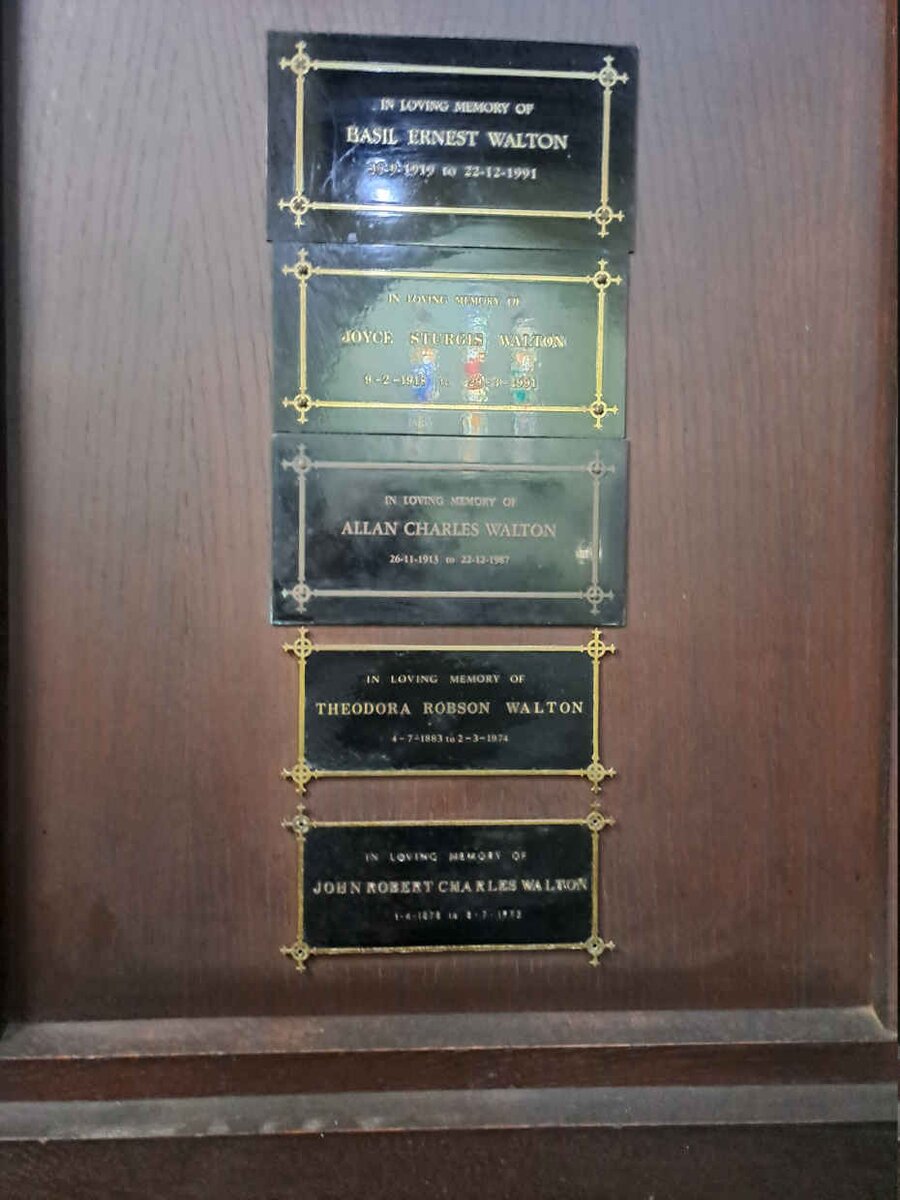 IN LOVING MEMORY OF
BASIL ERNEST WALTON
to 22-12-1991
IN LOVING MEMORY OF
JOYCE STURGIS WALTON
to
IN LOVING MEMORY OF
ALLAN CHARLES WALTON
26-11-1913 to 22-12-1987
IN LOVING MEMORY OF
THEODORA ROBSON WALTON
4-7-1883 to 2-3-1974
IN LOVING MEMORY OF
JOHN ROBERT CHARLES WALTON
to